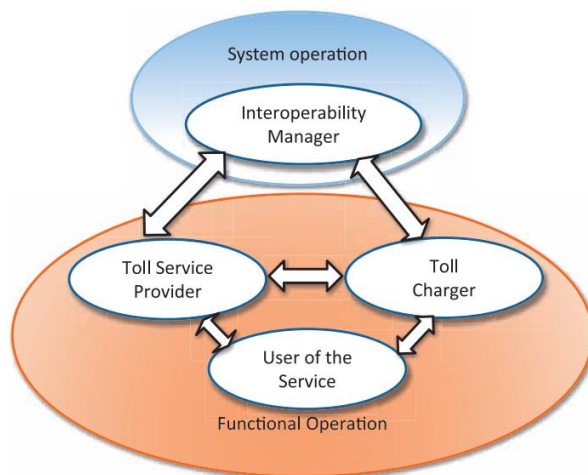 System operation
Interoperability
Manager
Toll Service
Provider
Toll
Charger
User of the
Service
Functional Operation